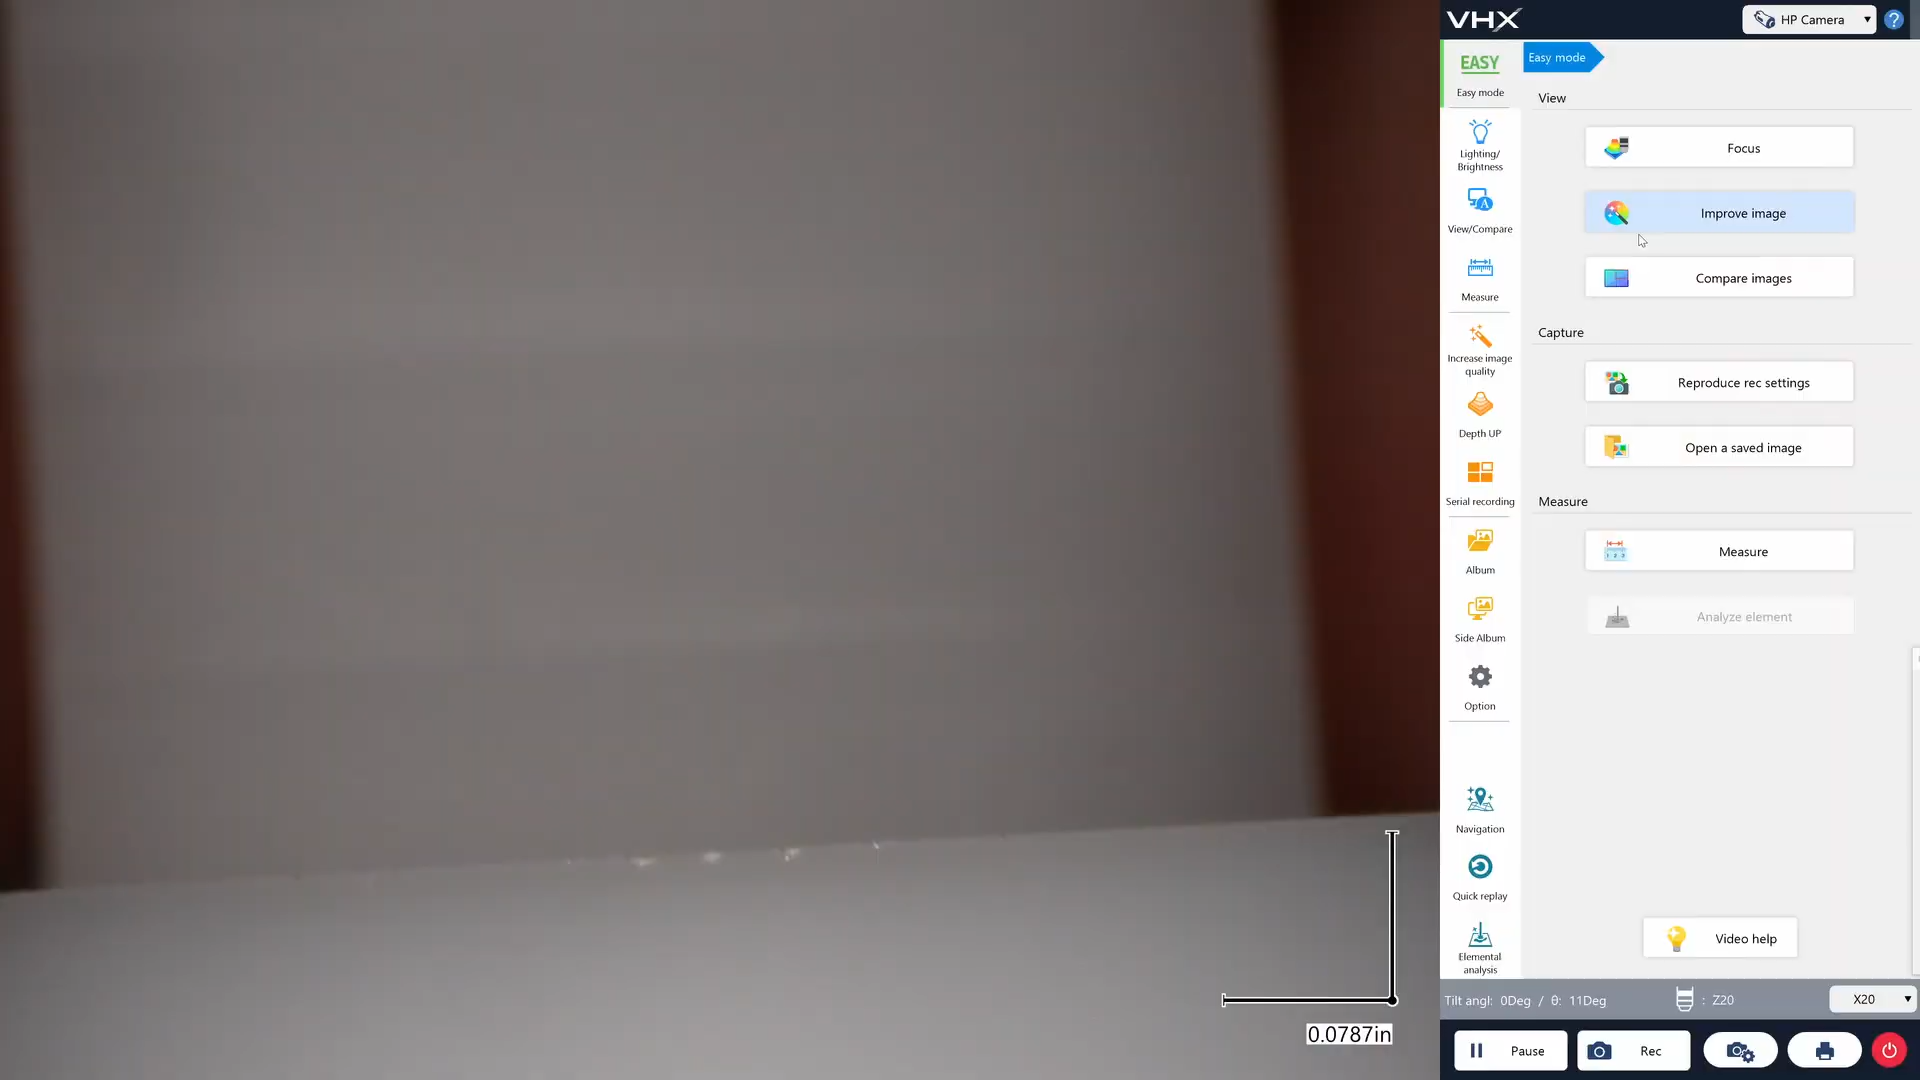 VHX
HP Camera
?
EASY
Easy mode
Easy mode
View
Focus
Lighting/
Brightness
A
View/Compare
Improve image
Compare images
Measure
Capture
Increase image
quality
Reproduce rec settings
Depth UP
Open a saved image
Serial recording
Measure
Measure
Album
Analyze element
Side Album
Option
Navigation
Quick replay
Video help
Elemental
analysis
Tilt angl: 0Deg / θ: 11Deg
: Z20
X20
0.0787in
Pause
Rec